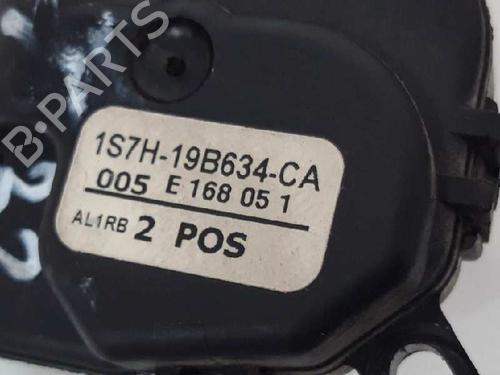 B-PARTS
1S7H-19B634-CA
005 E 168 05 1
AL1RB 2 POS